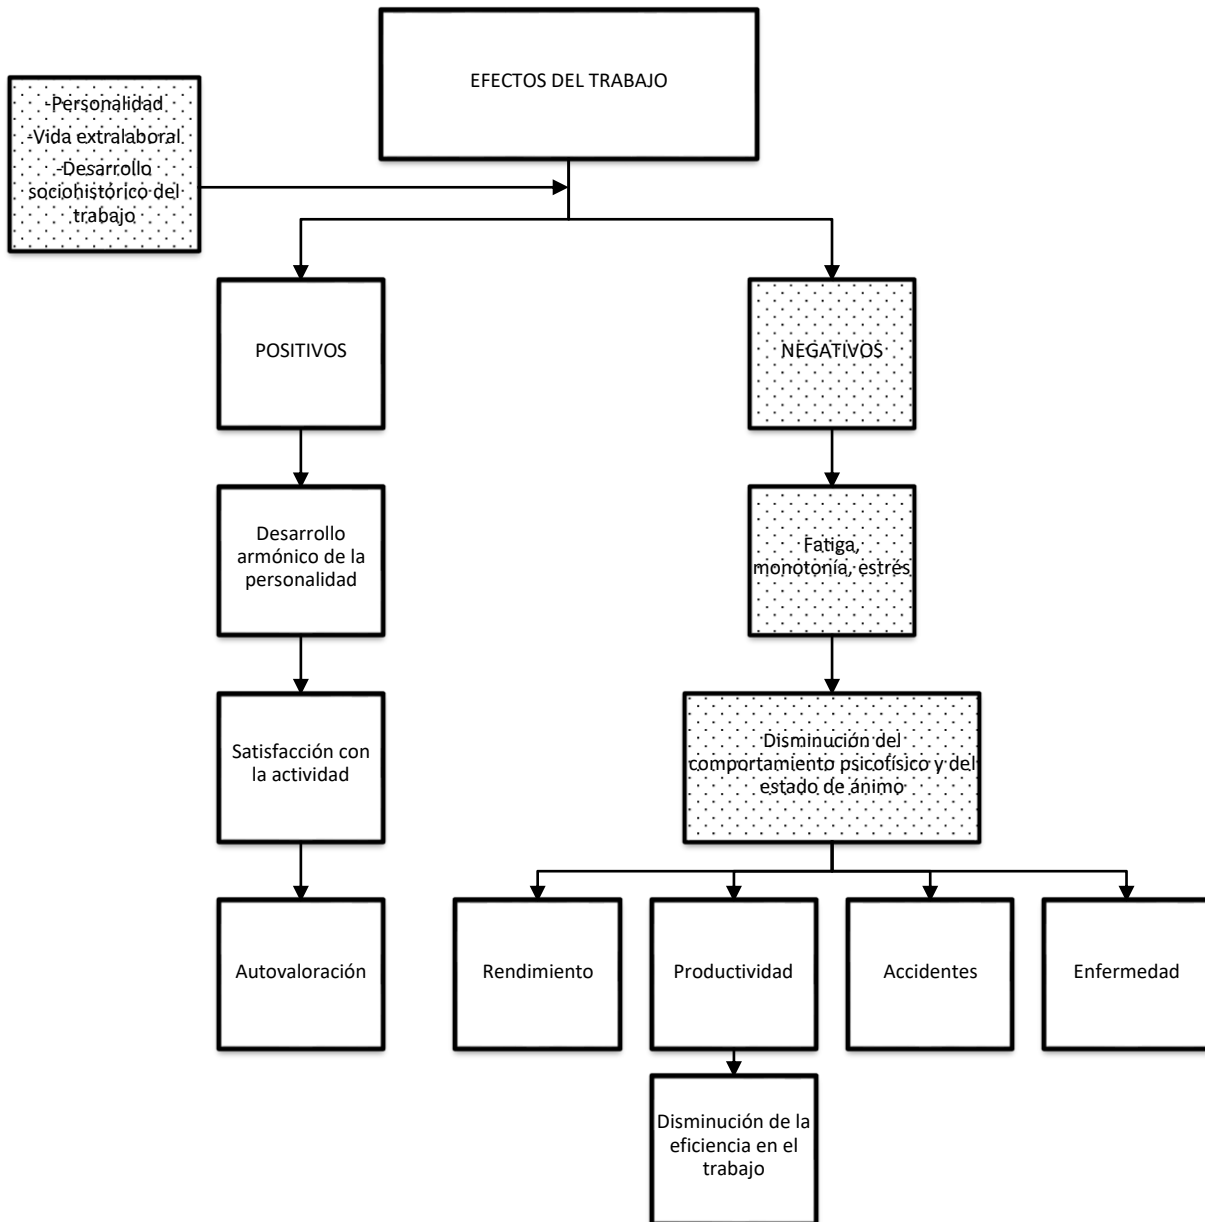 EFECTOS DEL TRABAJO
-Personalidad
-Vida extralaboral
-Desarrollo
sociohistórico del
trabajo
POSITIVOS
NEGATIVOS
Desarrollo
armónico de la
personalidad
Fatiga,
monotonía, estrés
Satisfacción con
la actividad
Disminución del
comportamiento psicofísico y del
estado de ánimo
Autovaloración
Rendimiento
Productividad
Accidentes
Enfermedad
Disminución de la
eficiencia en el
trabajo